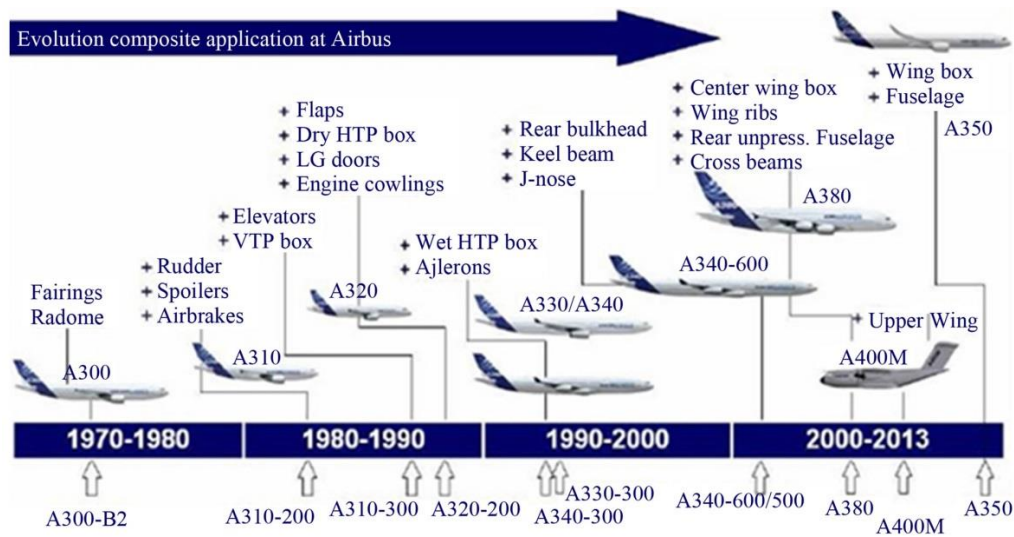 Evolution composite application at Airbus
Fairings
Radome
A300
+ Rudder
+ Spoilers
+ Airbrakes
A310
+ Elevators
+ VTP box
+ Flaps
+ Dry HTP box
+ LG doors
+ Engine cowlings
A320
+ Wet HTP box
+ Ajlerons
A330/A340
+ Rear bulkhead
+ Keel beam
+ J-nose
A340-600
+ Center wing box
+ Wing ribs
+ Rear unpress. Fuselage
+ Cross beams
A380
+ Upper Wing
A400M
+ Wing box
+ Fuselage
A350
1970-1980
1980-1990
1990-2000
2000-2013
A300-B2
A310-200
A310-300
A320-200
A330-300
A340-300
A340-600/500
A380
A400M
A350